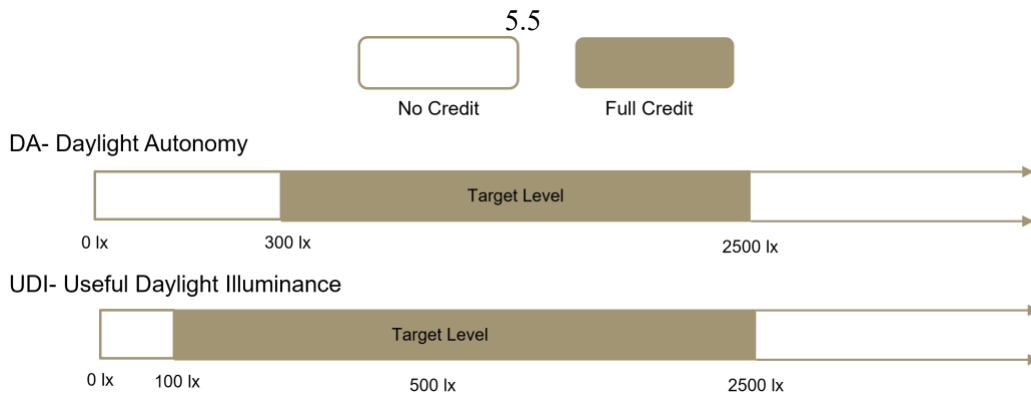 5.5
No Credit Full Credit
DA- Daylight Autonomy
Target Level
0 lx 300 lx 2500 lx
UDI- Useful Daylight Illuminance
Target Level
0 lx 100 lx 500 lx 2500 lx